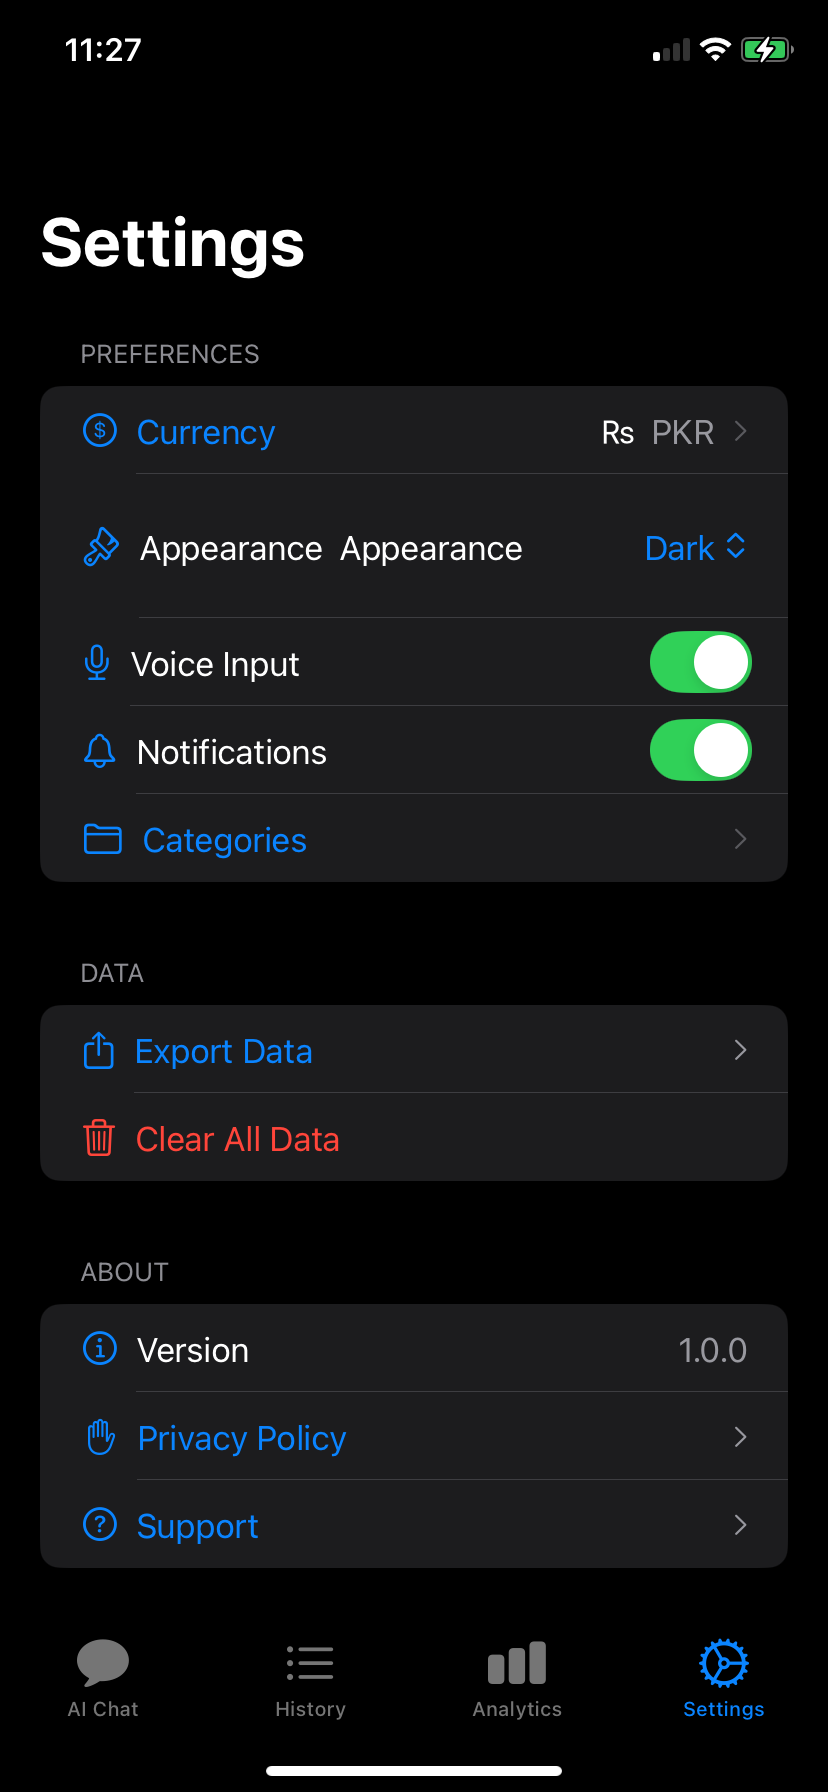 11:27
Settings
PREFERENCES
Currency Rs PKR
Appearance Appearance Dark
Voice Input
Notifications
Categories
DATA
Export Data
Clear All Data
ABOUT
Version 1.0.0
Privacy Policy
Support
AI Chat History Analytics Settings